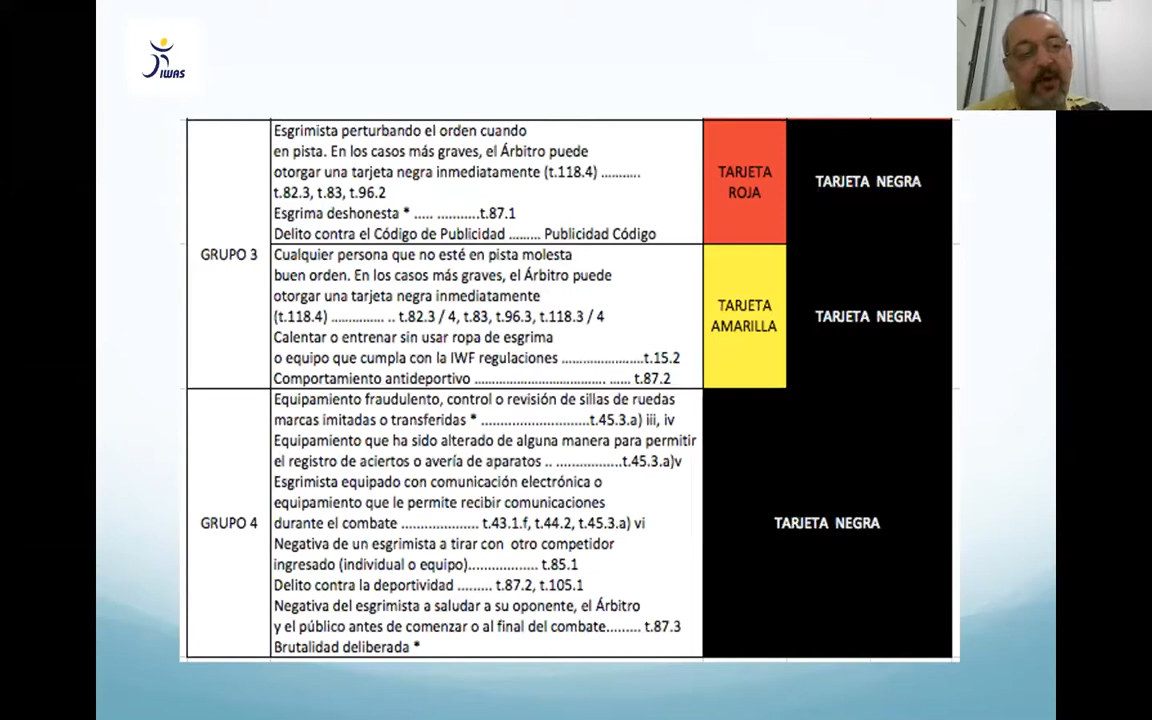 IWAS
Esgrimista perturbando el orden cuando
en pista. En los casos más graves, el Árbitro puede
otorgar una tarjeta negra inmediatamente (t.118.4) ...........
t.82.3, t.83, t.96.2
Esgrima deshonesta * ..... ...........t.87.1
Delito contra el Código de Publicidad ......... Publicidad Código
TARJETA
ROJA
TARJETA NEGRA
GRUPO 3
Cualquier persona que no esté en pista molesta
buen orden. En los casos más graves, el Árbitro puede
otorgar una tarjeta negra inmediatamente
(t.118.4) ............... .. t.82.3 / 4, t.83, t.96.3, t.118.3 / 4
Calentar o entrenar sin usar ropa de esgrima
o equipo que cumpla con la IWF regulaciones .......................t.15.2
Comportamiento antideportivo ..................................... ...... t.87.2
TARJETA
AMARILLA
TARJETA NEGRA
GRUPO 4
Equipamiento fraudulento, control o revisión de sillas de ruedas
marcas imitadas o transferidas * ..............................t.45.3.a) iii, iv
Equipamiento que ha sido alterado de alguna manera para permitir
el registro de aciertos o avería de aparatos .. ..................t.45.3.a)v
Esgrimista equipado con comunicación electrónica o
equipamiento que le permite recibir comunicaciones
durante el combate ..................... t.43.1.f, t.44.2, t.45.3.a) vi
Negativa de un esgrimista a tirar con otro competidor
ingresado (individual o equipo).................. t.85.1
Delito contra la deportividad ......... t.87.2, t.105.1
Negativa del esgrimista a saludar a su oponente, el Árbitro
y el público antes de comenzar o al final del combate......... t.87.3
Brutalidad deliberada *
TARJETA NEGRA